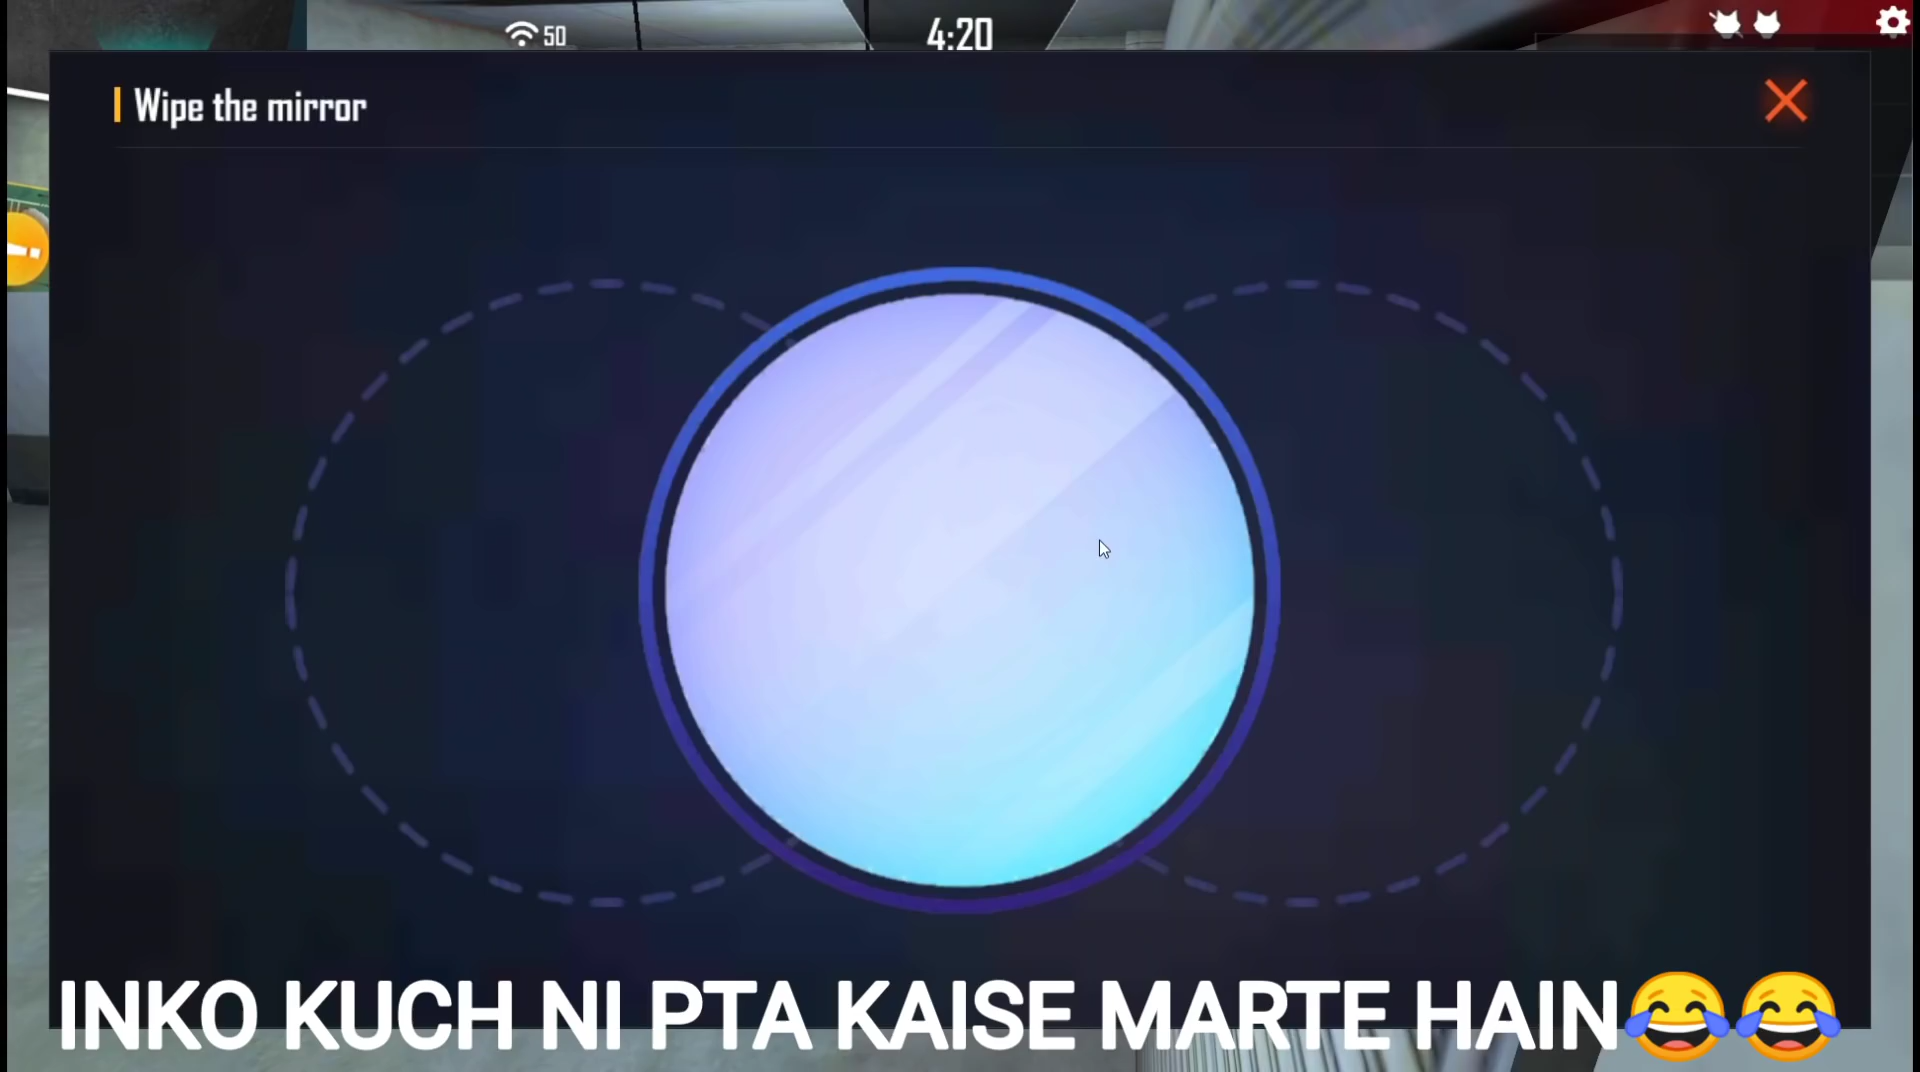 50
4:20
Wipe the mirror
INKO KUCH NI PTA KAISE MARTE HAIN😂😂